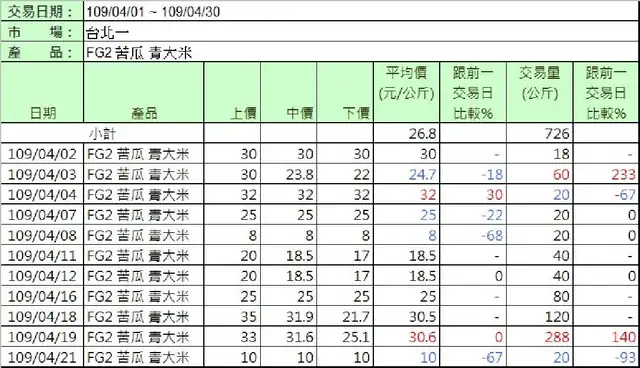 交易日期： 109/04/01 ~ 109/04/30
市　　場： 台北一
產　　品： FG2 苦瓜 青大米
日期 產品 上價 中價 下價 平均價 (元/公斤) 跟前一交易日比較% 交易量 (公斤) 跟前一交易日比較%
小計 26.8 726
109/04/02 FG2 苦瓜 青大米 30 30 30 30 - 18 -
109/04/03 FG2 苦瓜 青大米 30 23.8 22 24.7 -18 60 233
109/04/04 FG2 苦瓜 青大米 32 32 32 32 30 20 -67
109/04/07 FG2 苦瓜 青大米 25 25 25 25 -22 20 0
109/04/08 FG2 苦瓜 青大米 8 8 8 8 -68 20 0
109/04/11 FG2 苦瓜 青大米 20 18.5 17 18.5 - 40 -
109/04/12 FG2 苦瓜 青大米 20 18.5 17 18.5 0 40 0
109/04/16 FG2 苦瓜 青大米 25 25 25 25 - 80 -
109/04/18 FG2 苦瓜 青大米 35 31.9 21.7 30.5 - 120 -
109/04/19 FG2 苦瓜 青大米 33 31.6 25.1 30.6 0 288 140
109/04/21 FG2 苦瓜 青大米 10 10 10 10 -67 20 -93